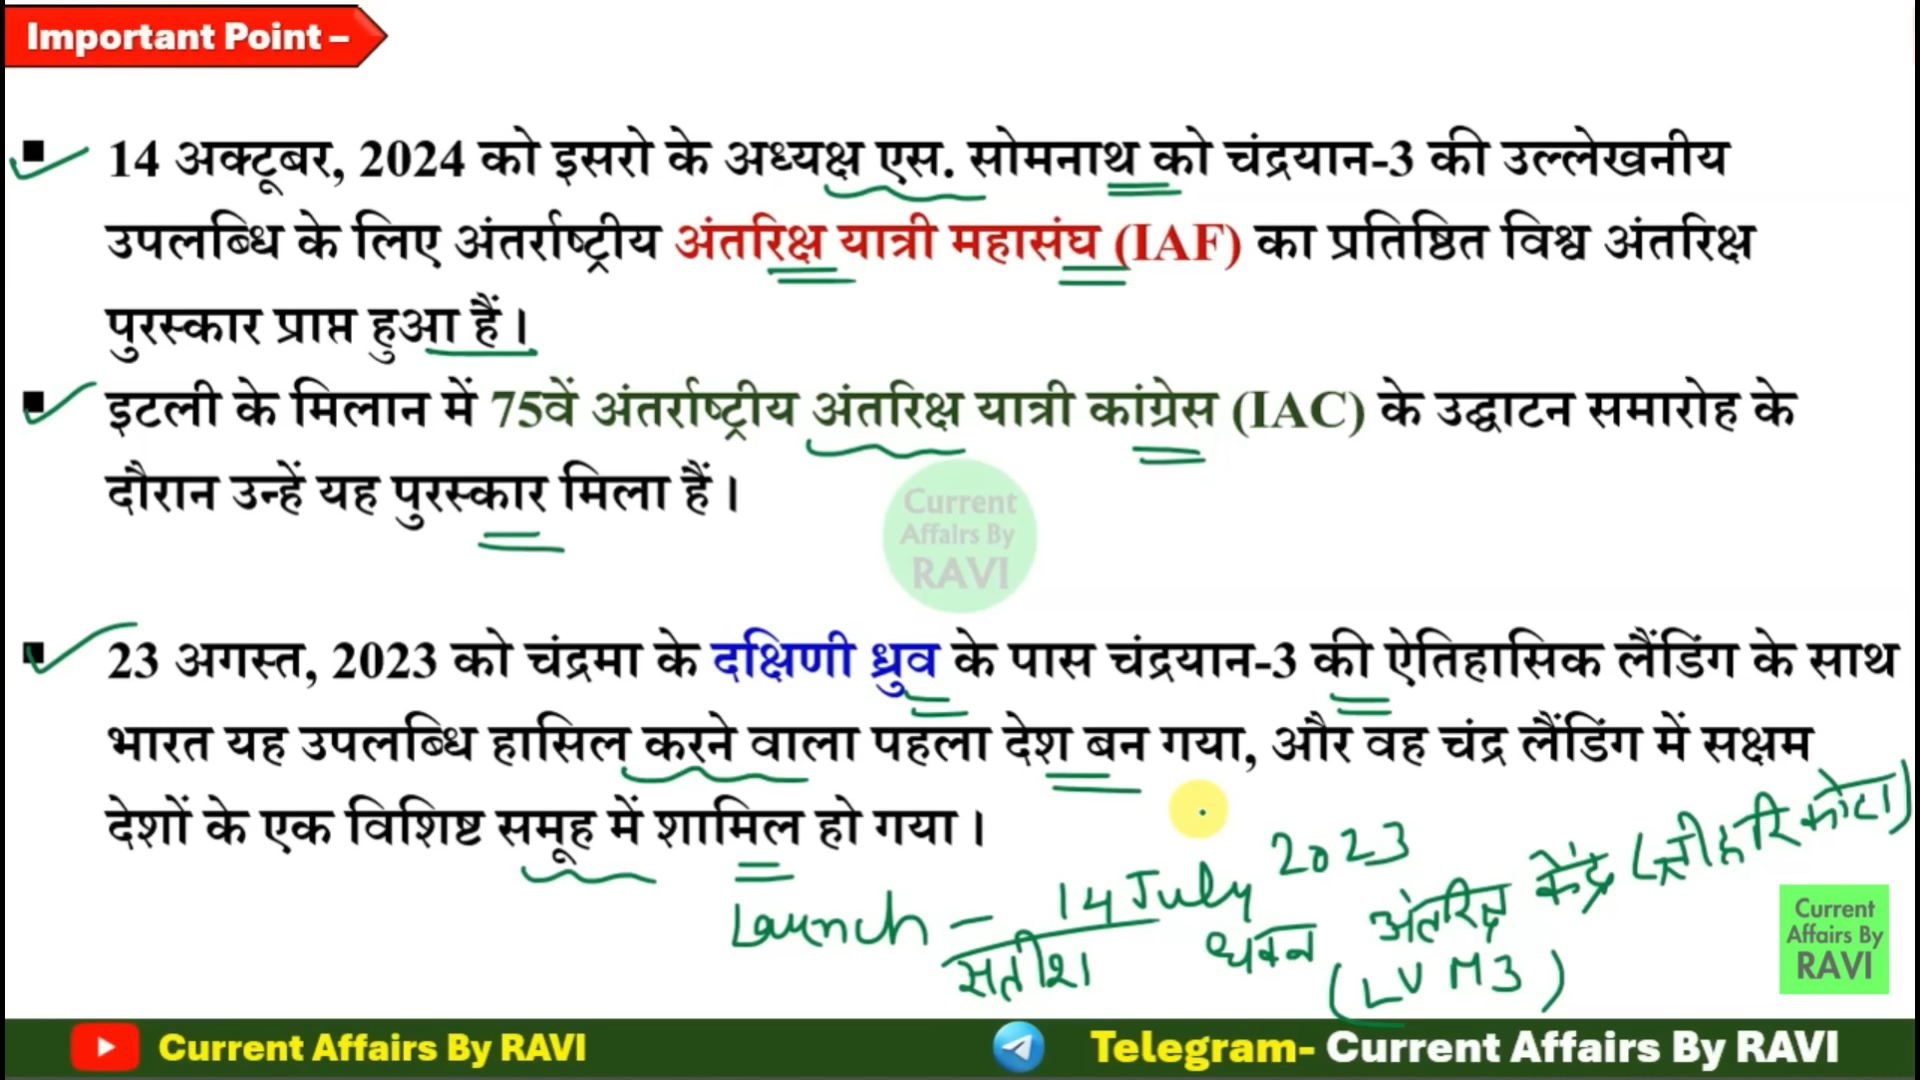 Important Point –
14 अक्टूबर, 2024 को इसरो के अध्यक्ष एस. सोमनाथ को चंद्रयान-3 की उल्लेखनीय
उपलब्धि के लिए अंतर्राष्ट्रीय अंतरिक्ष यात्री महासंघ (IAF) का प्रतिष्ठित विश्व अंतरिक्ष
पुरस्कार प्राप्त हुआ हैं।
इटली के मिलान में 75वें अंतर्राष्ट्रीय अंतरिक्ष यात्री कांग्रेस (IAC) के उद्घाटन समारोह के
दौरान उन्हें यह पुरस्कार मिला हैं।
Current
Affairs By
RAVI
23 अगस्त, 2023 को चंद्रमा के दक्षिणी ध्रुव के पास चंद्रयान-3 की ऐतिहासिक लैंडिंग के साथ
भारत यह उपलब्धि हासिल करने वाला पहला देश बन गया, और वह चंद्र लैंडिंग में सक्षम
देशों के एक विशिष्ट समूह में शामिल हो गया।
Launch – 14 July 2023
सतीश धवन अंतरिक्ष केंद्र (श्रीहरिकोटा)
(LVM3)
Current
Affairs By
RAVI
Current Affairs By RAVI
Telegram- Current Affairs By RAVI